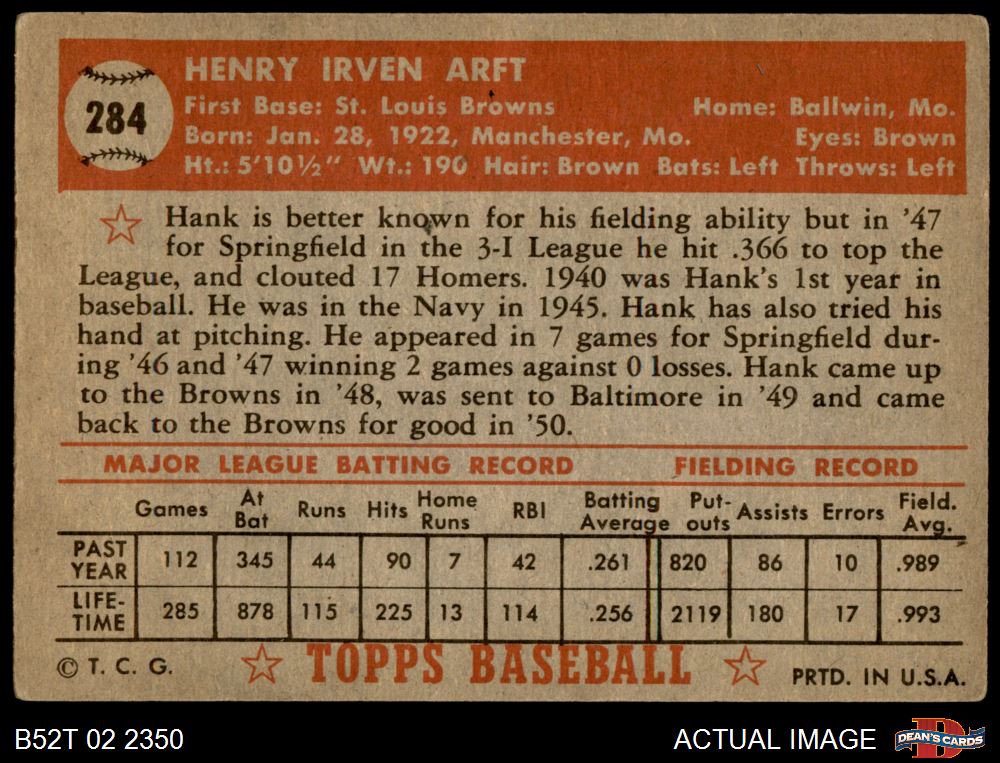 284
HENRY IRVEN ARFT
First Base: St. Louis Browns Home: Ballwin, Mo.
Born: Jan. 28, 1922, Manchester, Mo. Eyes: Brown
Ht.: 5'10½" Wt.: 190 Hair: Brown Bats: Left Throws: Left
Hank is better known for his fielding ability but in '47
for Springfield in the 3-I League he hit .366 to top the
League, and clouted 17 Homers. 1940 was Hank's 1st year in
baseball. He was in the Navy in 1945. Hank has also tried his
hand at pitching. He appeared in 7 games for Springfield dur-
ing '46 and '47 winning 2 games against 0 losses. Hank came up
to the Browns in '48, was sent to Baltimore in '49 and came
back to the Browns for good in '50.
MAJOR LEAGUE BATTING RECORD FIELDING RECORD
Games At Bat Runs Hits Home Runs RBI Batting Average Put-outs Assists Errors Field. Avg.
PAST YEAR 112 345 44 90 7 42 .261 820 86 10 .989
LIFE-TIME 285 878 115 225 13 114 .256 2119 180 17 .993
© T. C. G. TOPPS BASEBALL PRTD. IN U.S.A.
B52T 02 2350 ACTUAL IMAGE DEAN'S CARDS